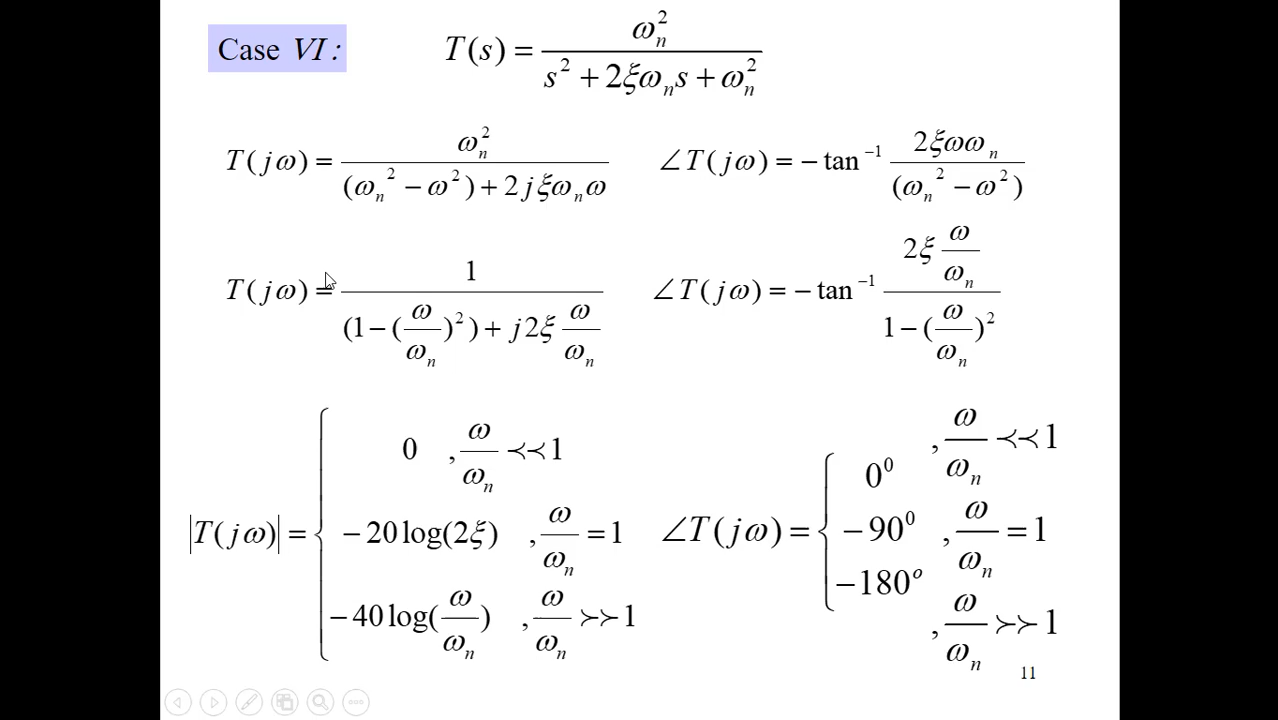 Case VI: T(s) = ω_n^2 / (s^2 + 2ξω_n s + ω_n^2)
T(jω) = ω_n^2 / ((ω_n^2 − ω^2) + 2jξω_nω) ∠T(jω) = −tan^{−1} 2ξωω_n / (ω_n^2 − ω^2)
T(jω) = 1 / ((1 − (ω/ω_n)^2) + j2ξ ω/ω_n) ∠T(jω) = −tan^{−1} (2ξ ω/ω_n) / (1 − (ω/ω_n)^2)
|T(jω)| = {
0 , ω/ω_n ≺≺ 1
−20 log(2ξ) , ω/ω_n = 1
−40 log(ω/ω_n) , ω/ω_n ≻≻ 1
∠T(jω) = {
0^0 , ω/ω_n ≺≺ 1
−90^0 , ω/ω_n = 1
−180^o , ω/ω_n ≻≻ 1
11